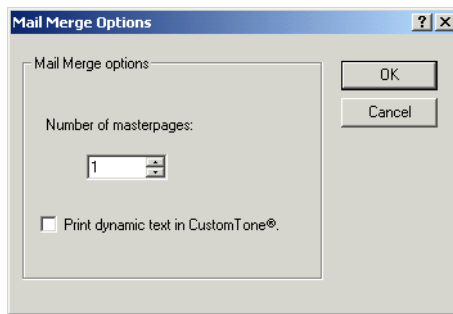 Mail Merge Options
Mail Merge options
OK
Cancel
Number of masterpages:
1
Print dynamic text in CustomTone®.